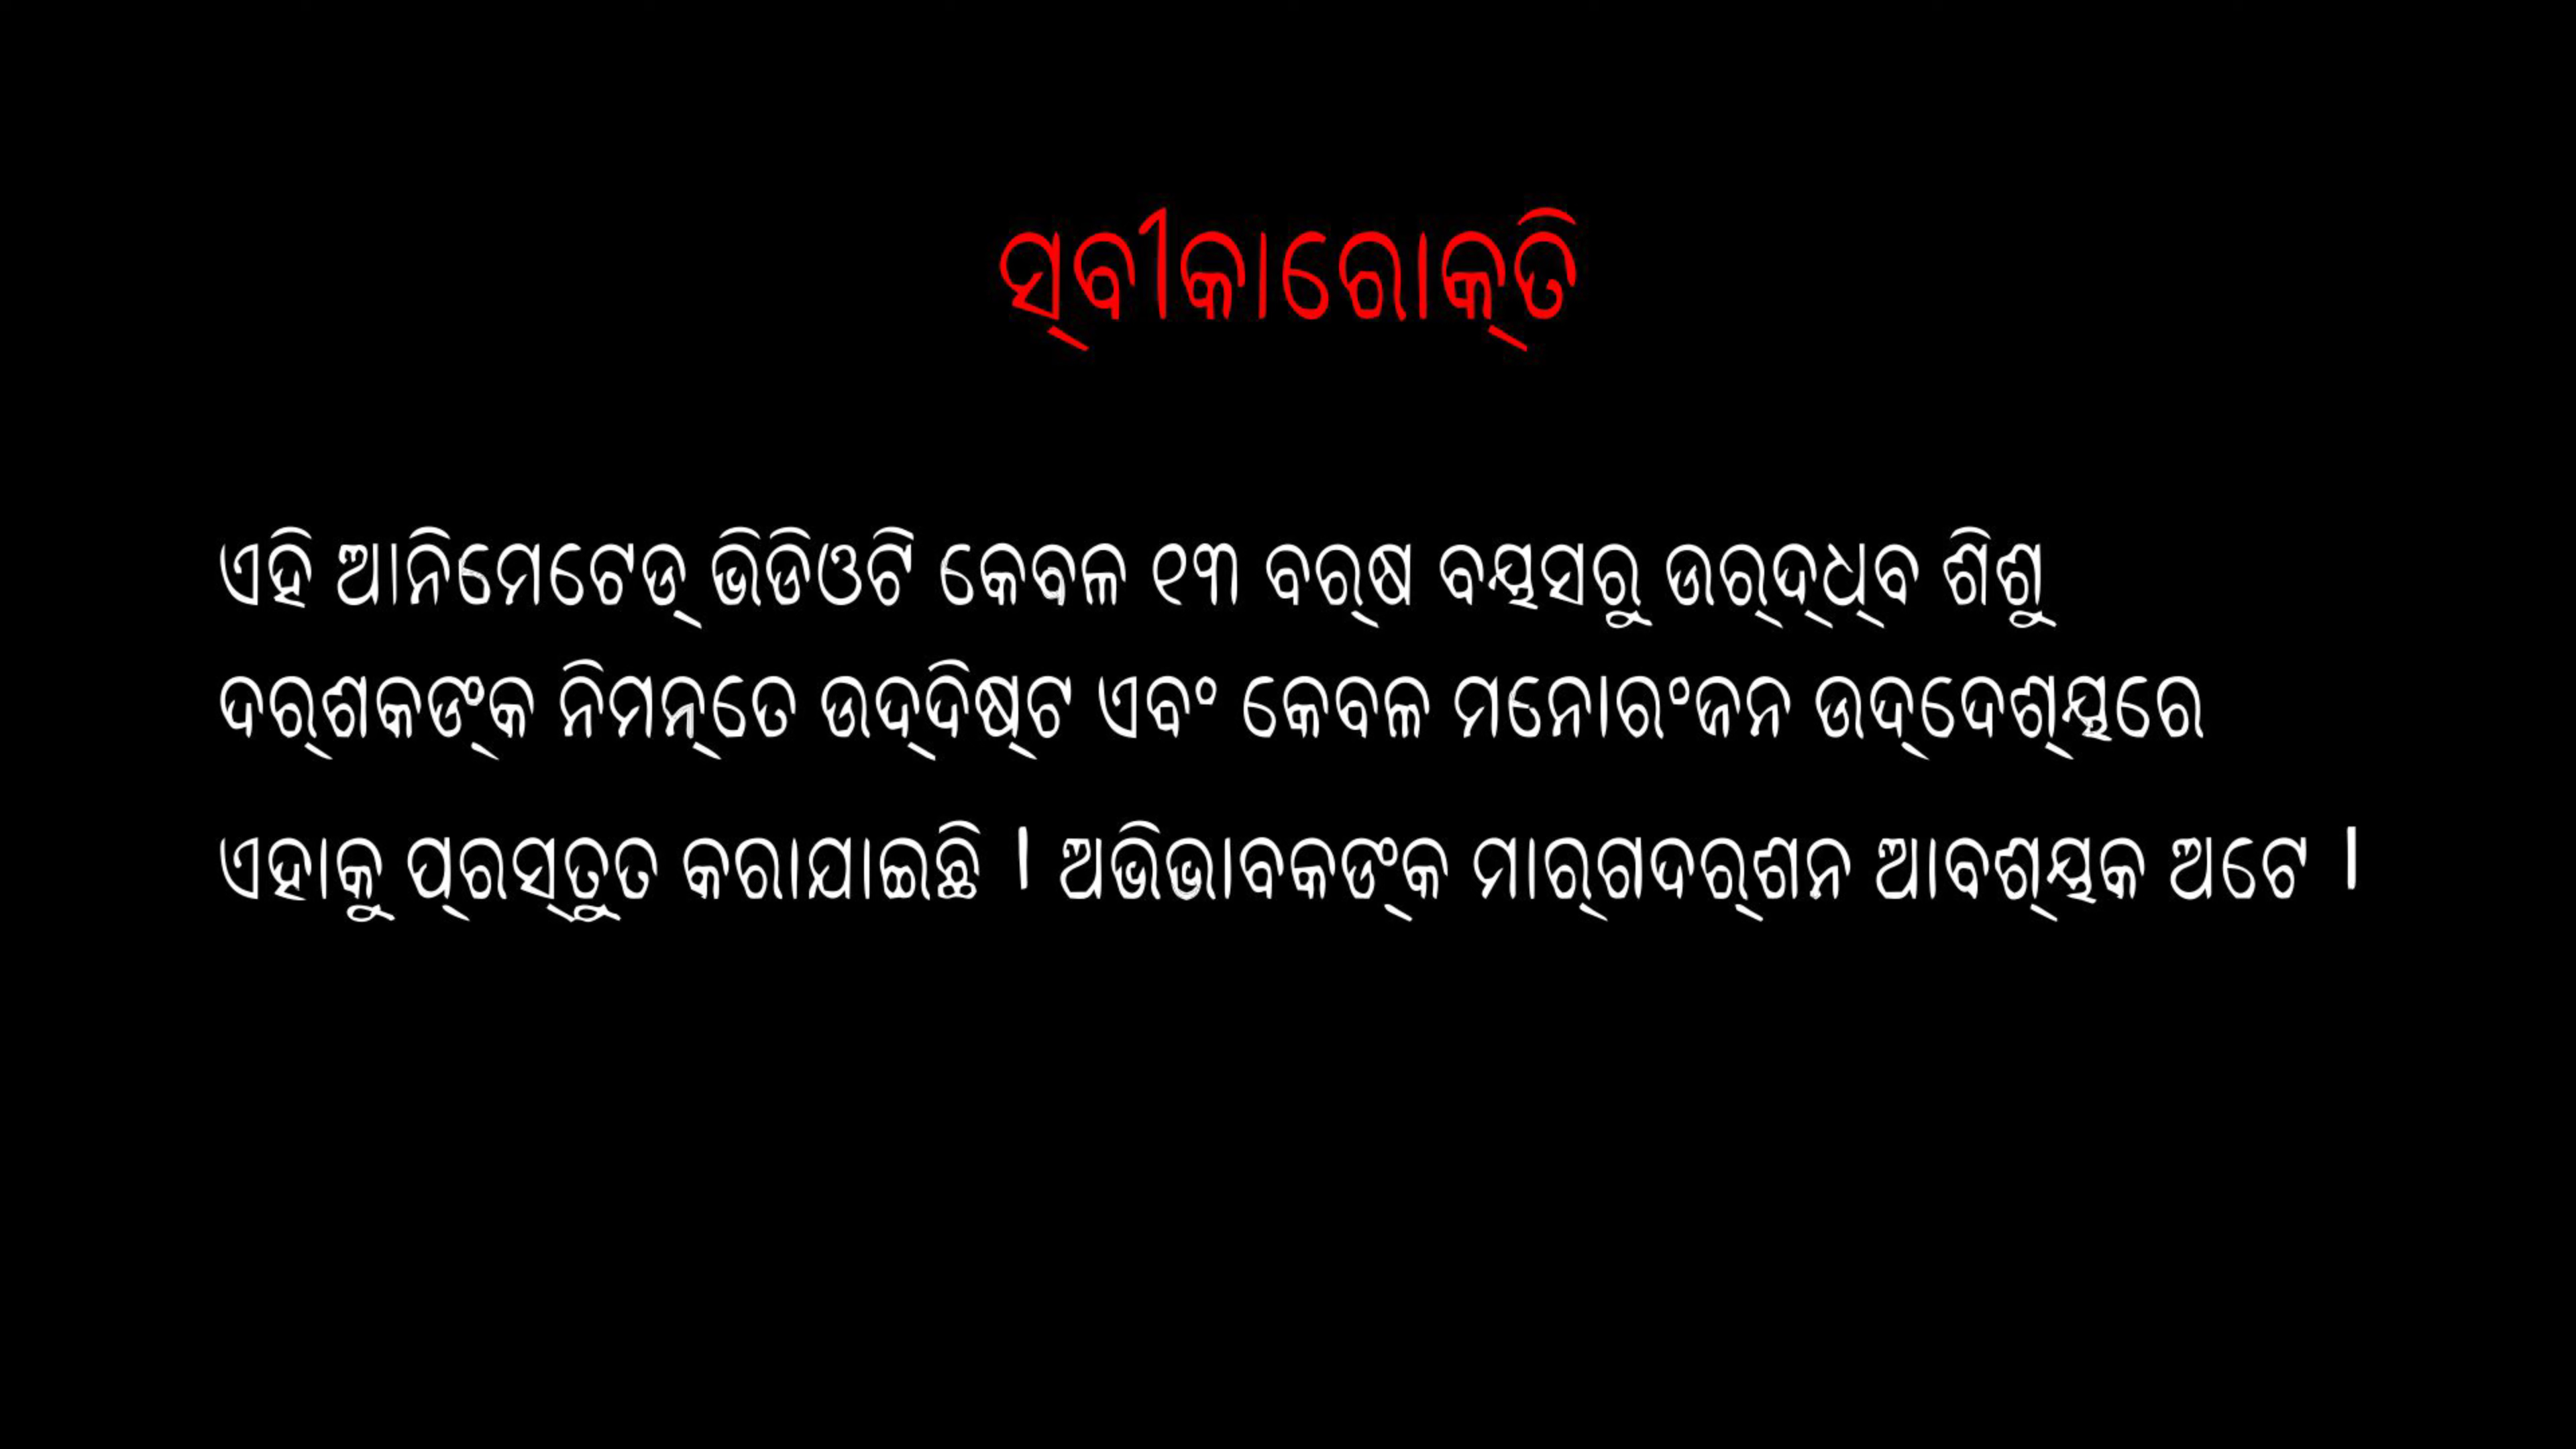 ସ୍ବୀକାରୋକ୍ତି
ଏହି ଆନିମେଟେଡ୍ ଭିଡିଓଟି କେବଳ ୧୩ ବର୍ଷ ବୟସରୁ ଉର୍ଦ୍ଧ୍ବ ଶିଶୁ
ଦର୍ଶକଙ୍କ ନିମନ୍ତେ ଉଦ୍ଦିଷ୍ଟ ଏବଂ କେବଳ ମନୋରଂଜନ ଉଦ୍ଦେଶ୍ୟରେ
ଏହାକୁ ପ୍ରସ୍ତୁତ କରାଯାଇଛି । ଅଭିଭାବକଙ୍କ ମାର୍ଗଦର୍ଶନ ଆବଶ୍ୟକ ଅଟେ ।